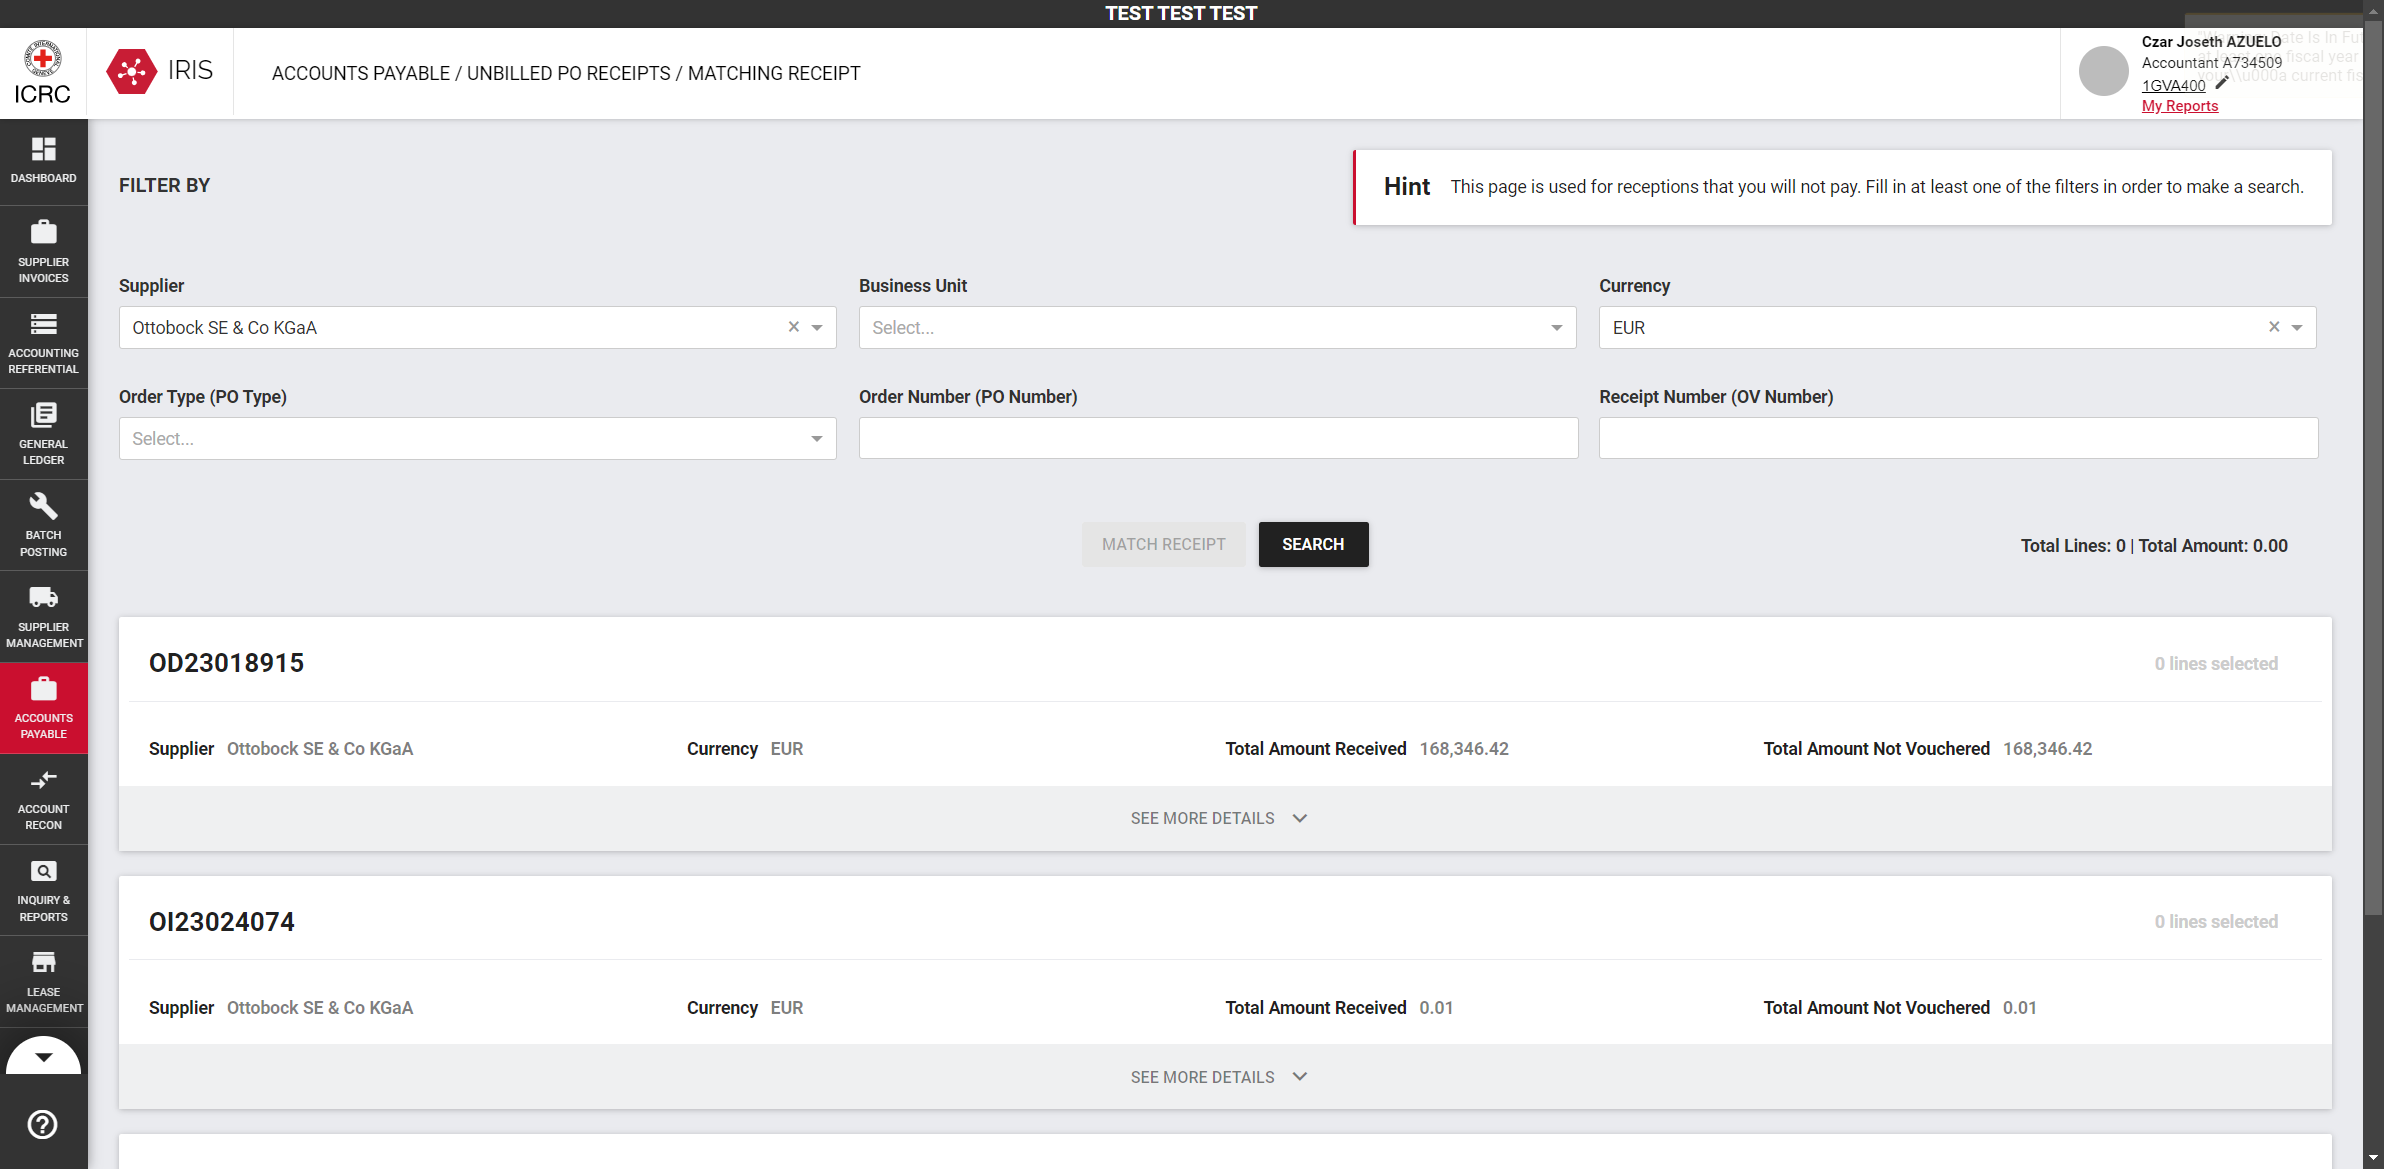 TEST TEST TEST
ICRC
IRIS
ACCOUNTS PAYABLE / UNBILLED PO RECEIPTS / MATCHING RECEIPT
Czar Joseth AZUELO
Accountant A734509
1GVA400
My Reports
DASHBOARD
SUPPLIER
INVOICES
ACCOUNTING
REFERENTIAL
GENERAL
LEDGER
BATCH
POSTING
SUPPLIER
MANAGEMENT
ACCOUNTS
PAYABLE
ACCOUNT
RECON
INQUIRY &
REPORTS
LEASE
MANAGEMENT
FILTER BY
Hint This page is used for receptions that you will not pay. Fill in at least one of the filters in order to make a search.
Supplier
Ottobock SE & Co KGaA
Business Unit
Select...
Currency
EUR
Order Type (PO Type)
Select...
Order Number (PO Number)
Receipt Number (OV Number)
MATCH RECEIPT
SEARCH
Total Lines: 0 | Total Amount: 0.00
OD23018915
0 lines selected
Supplier Ottobock SE & Co KGaA
Currency EUR
Total Amount Received 168,346.42
Total Amount Not Vouchered 168,346.42
SEE MORE DETAILS
OI23024074
0 lines selected
Supplier Ottobock SE & Co KGaA
Currency EUR
Total Amount Received 0.01
Total Amount Not Vouchered 0.01
SEE MORE DETAILS